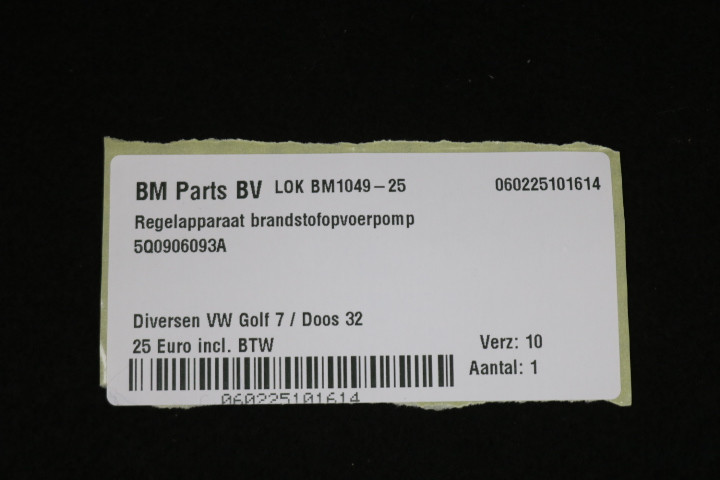 BM Parts BV LOK BM1049-25 060225101614
Regelapparaat brandstofopvoerpomp
5Q0906093A
Diversen VW Golf 7 / Doos 32
25 Euro incl. BTW Verz: 10
Aantal: 1
060225101614